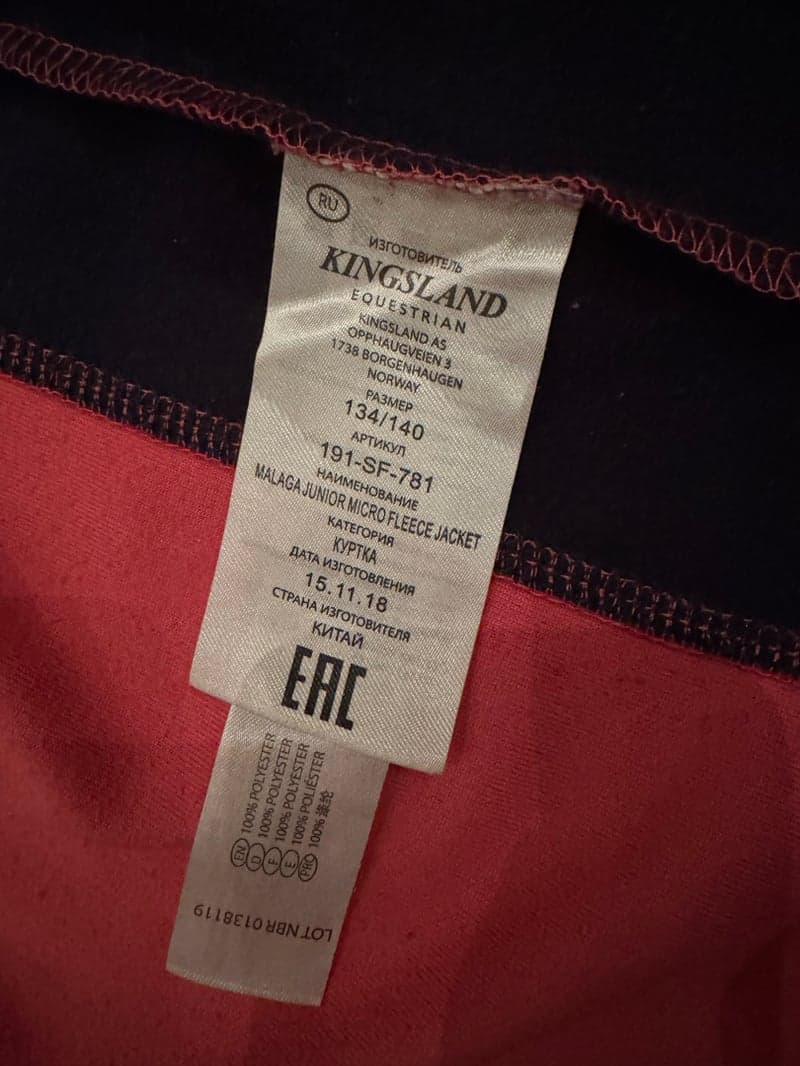 RU
ИЗГОТОВИТЕЛЬ
KINGSLAND
EQUESTRIAN
KINGSLAND AS
OPPHAUGVEIEN 3
1738 BORGENHAUGEN
NORWAY
РАЗМЕР
134/140
АРТИКУЛ
191-SF-781
НАИМЕНОВАНИЕ
MALAGA JUNIOR MICRO FLEECE JACKET
КАТЕГОРИЯ
КУРТКА
ДАТА ИЗГОТОВЛЕНИЯ
15.11.18
СТРАНА ИЗГОТОВИТЕЛЯ
КИТАЙ
EAC
EN 100% POLYESTER
D 100% POLYESTER
F 100% POLYESTER
E 100% POLIÉSTER
PRC 100% 涤纶
LOT NBR 0138119